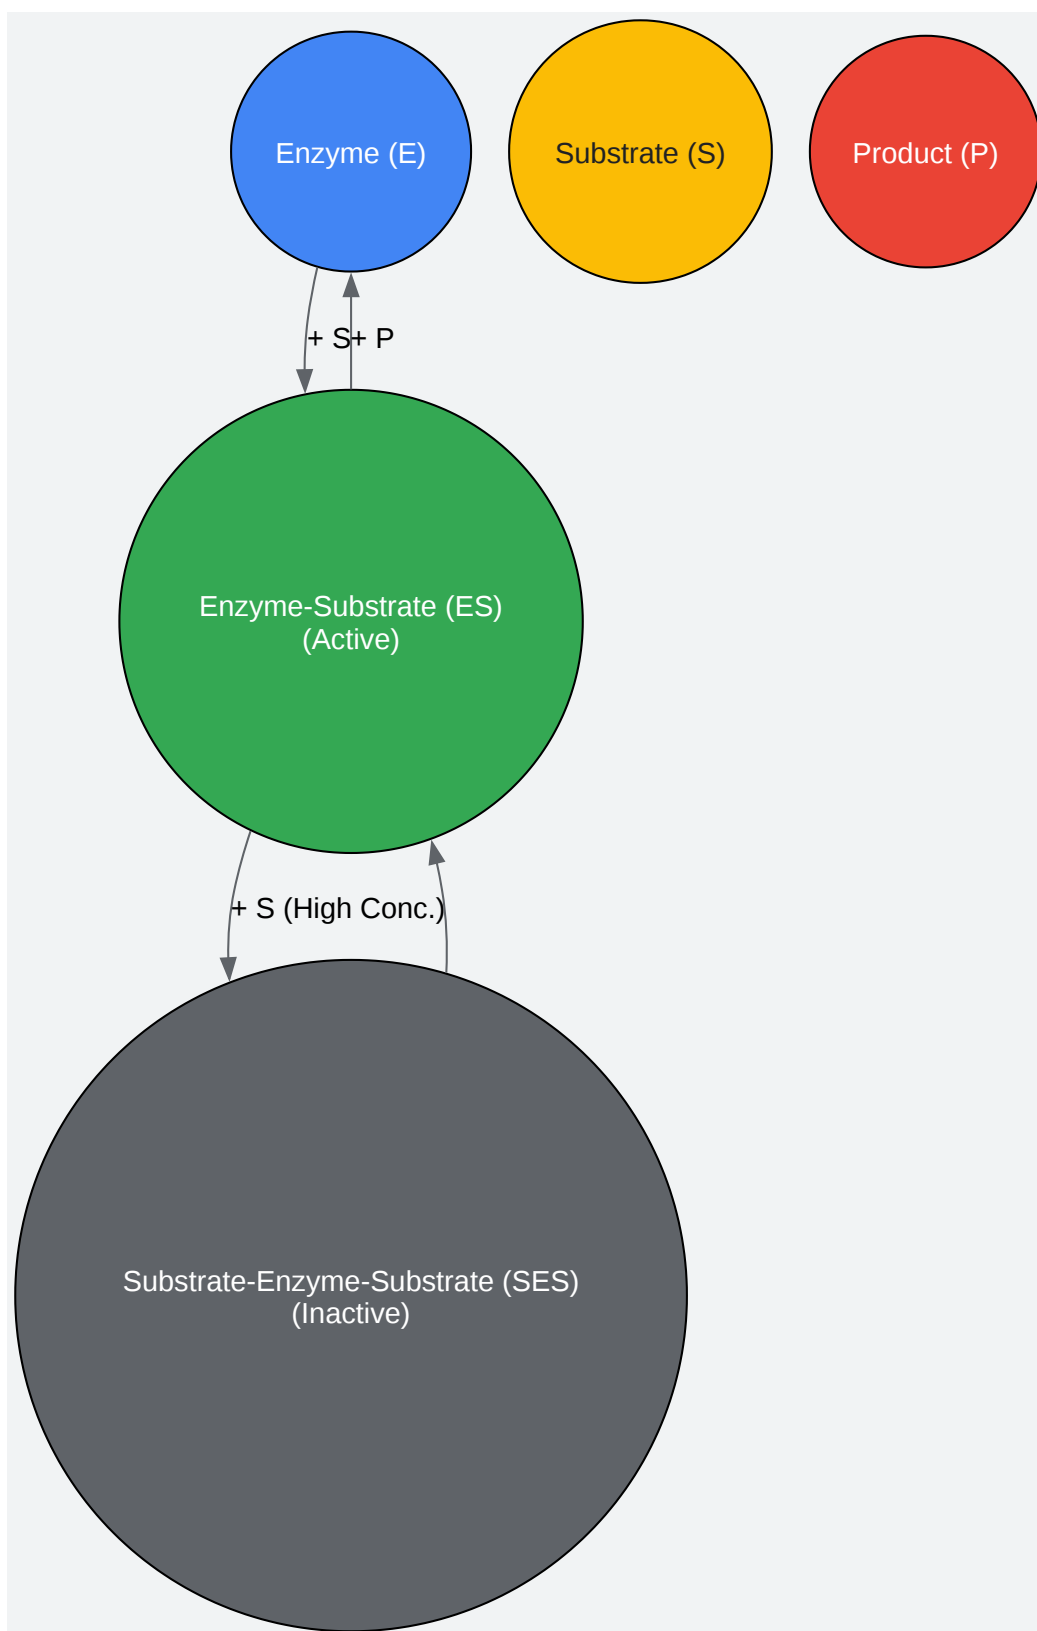 Enzyme (E)
Substrate (S)
Product (P)
+ S
+ P
Enzyme-Substrate (ES)
(Active)
+ S (High Conc.)
Substrate-Enzyme-Substrate (SES)
(Inactive)